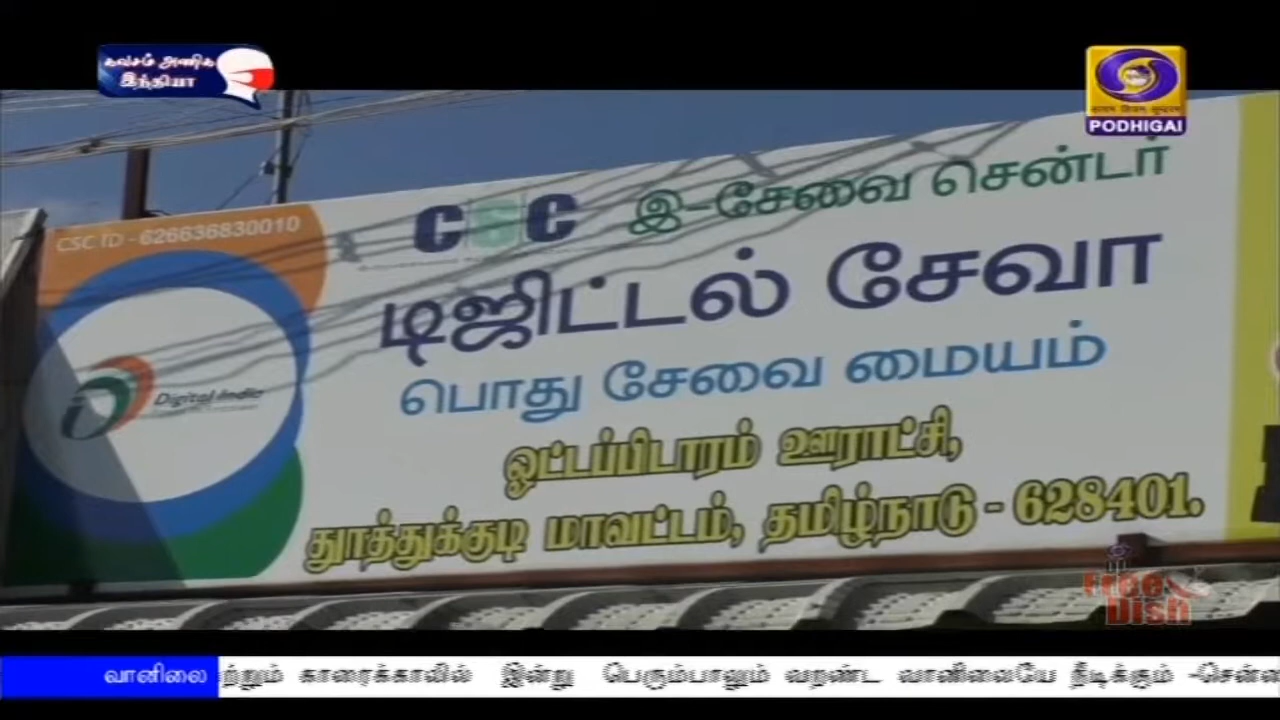 கவசம் அணிக
இந்தியா
PODHIGAI
CSC ID - 626636830010
CSC இ-சேவை சென்டர்
டிஜிட்டல் சேவா
Digital India
பொது சேவை மையம்
ஓட்டப்பிடாரம் ஊராட்சி,
தூத்துக்குடி மாவட்டம், தமிழ்நாடு - 628401.
Free
Dish
வானிலை ற்றும் காரைக்காலில் இன்று பெரும்பாலும் வறண்ட வானிலையே நீடிக்கும் -சென்னை